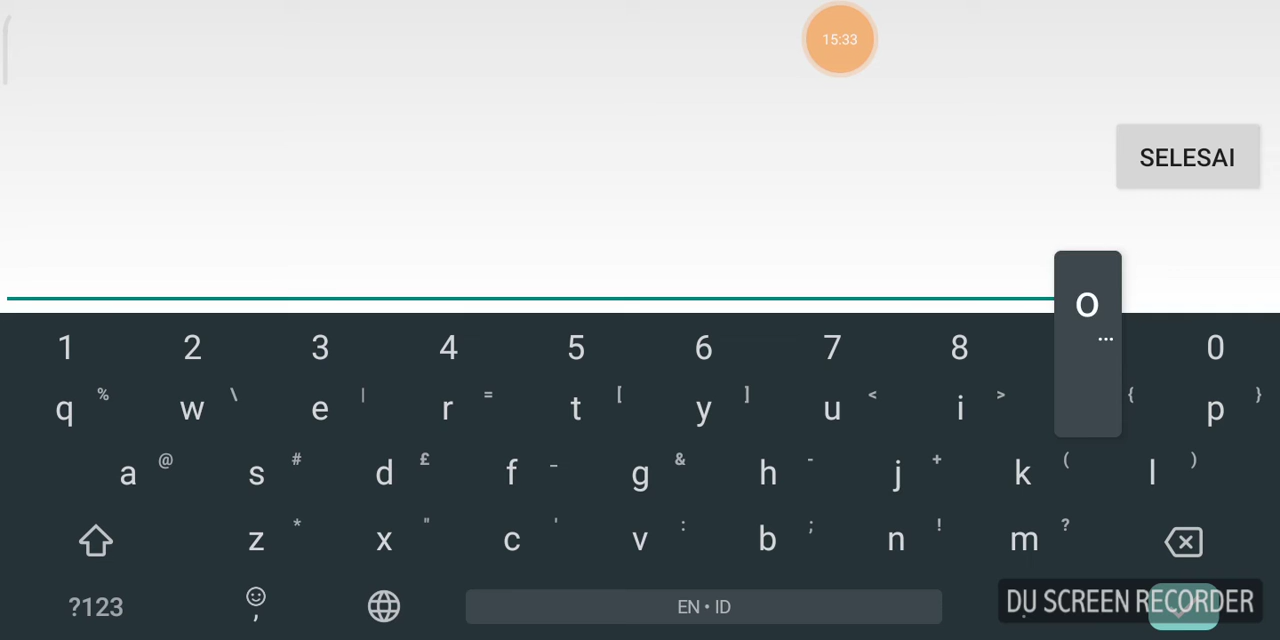 15:33
SELESAI
o
...
1 2 3 4 5 6 7 8 0
q % w \ e | r = t [ y ] u < i > { p }
a @ s # d £ f _ g & h - j + k ( l )
z * x " c ' v : b ; n ! m ?
?123 , EN • ID DU SCREEN RECORDER